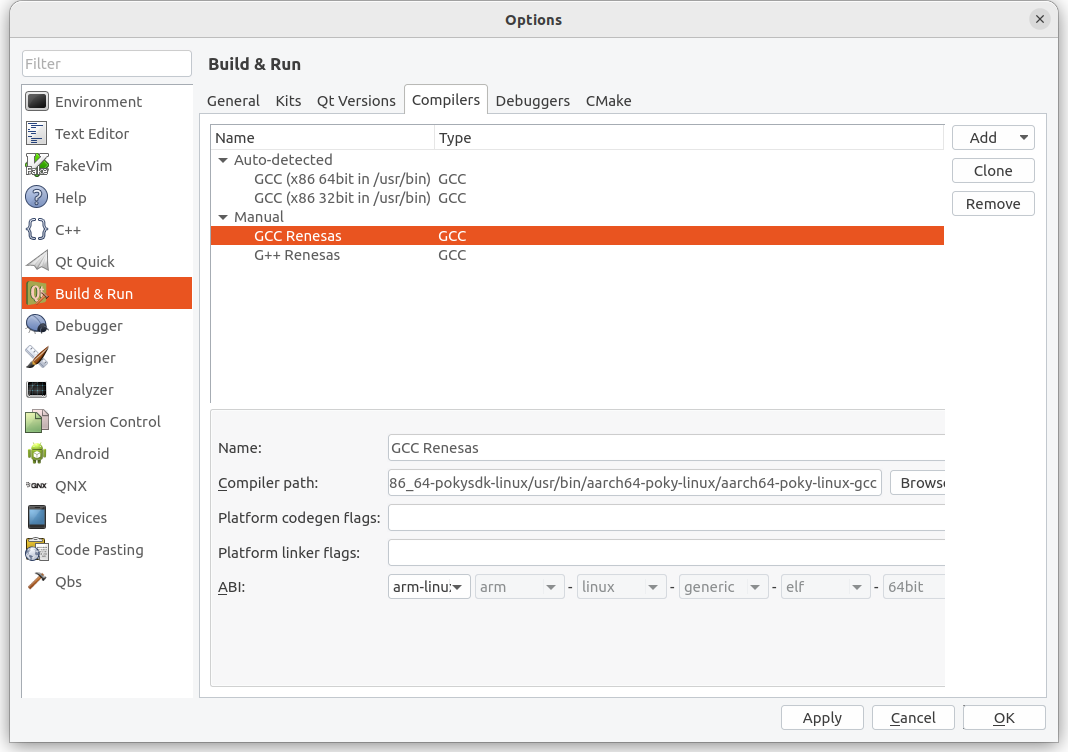 Options
Filter
Build & Run
Environment
Text Editor
FakeVim
Help
C++
Qt Quick
Build & Run
Debugger
Designer
Analyzer
Version Control
Android
QNX
Devices
Code Pasting
Qbs
General Kits Qt Versions Compilers Debuggers CMake
Name Type
Auto-detected
GCC (x86 64bit in /usr/bin) GCC
GCC (x86 32bit in /usr/bin) GCC
Manual
GCC Renesas GCC
G++ Renesas GCC
Add
Clone
Remove
Name: GCC Renesas
Compiler path: 86_64-pokysdk-linux/usr/bin/aarch64-poky-linux/aarch64-poky-linux-gcc Browse
Platform codegen flags:
Platform linker flags:
ABI: arm-linu: arm - linux - generic - elf - 64bit
Apply Cancel OK